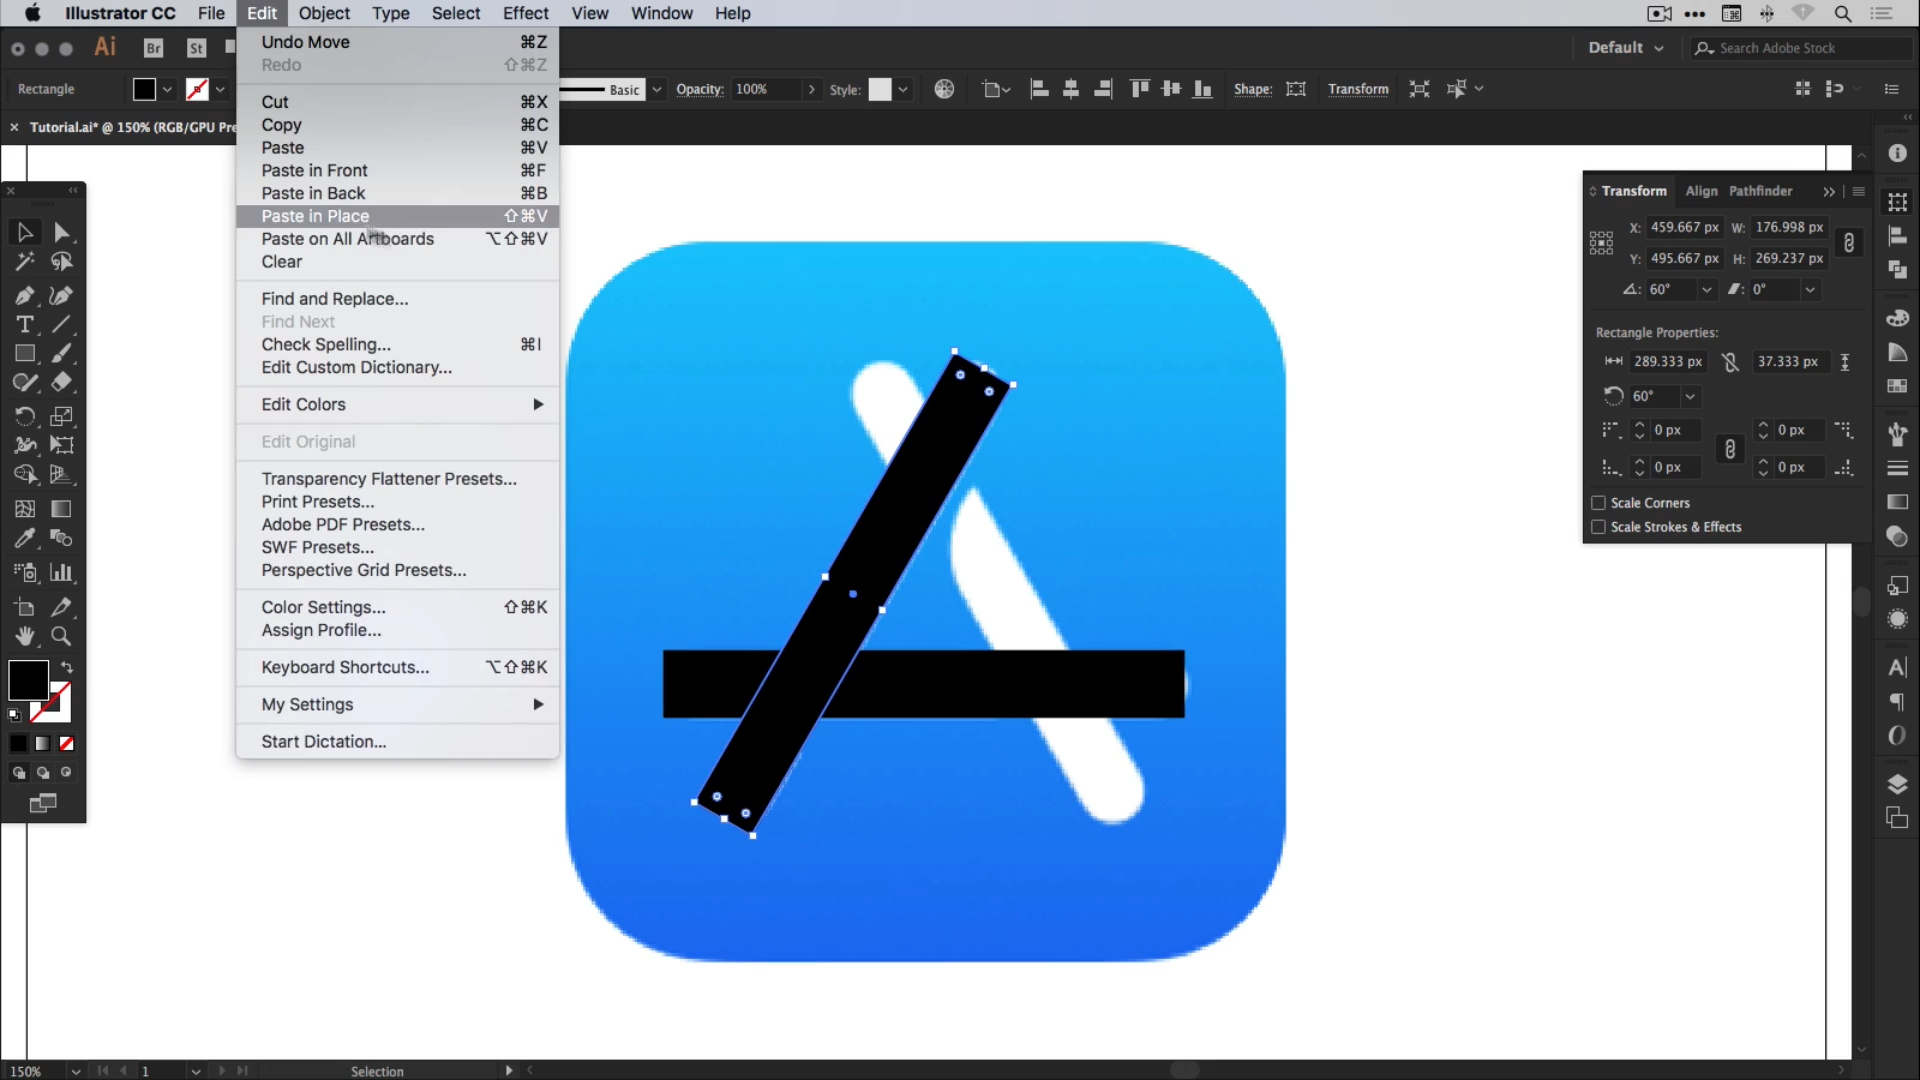 Illustrator CC File Edit Object Type Select Effect View Window Help
Ai Br St Default Search Adobe Stock
Rectangle Basic Opacity: 100% Style: Shape: Transform
× Tutorial.ai* @ 150% (RGB/GPU Pre
Undo Move ⌘Z
Redo ⇧⌘Z
Cut ⌘X
Copy ⌘C
Paste ⌘V
Paste in Front ⌘F
Paste in Back ⌘B
Paste in Place ⇧⌘V
Paste on All Artboards ⌥⇧⌘V
Clear
Find and Replace...
Find Next
Check Spelling... ⌘I
Edit Custom Dictionary...
Edit Colors
Edit Original
Transparency Flattener Presets...
Print Presets...
Adobe PDF Presets...
SWF Presets...
Perspective Grid Presets...
Color Settings... ⇧⌘K
Assign Profile...
Keyboard Shortcuts... ⌥⇧⌘K
My Settings
Start Dictation...
Transform Align Pathfinder
X: 459.667 px W: 176.998 px
Y: 495.667 px H: 269.237 px
60° 0°
Rectangle Properties:
289.333 px 37.333 px
60°
0 px 0 px
0 px 0 px
Scale Corners
Scale Strokes & Effects
150% 1 Selection